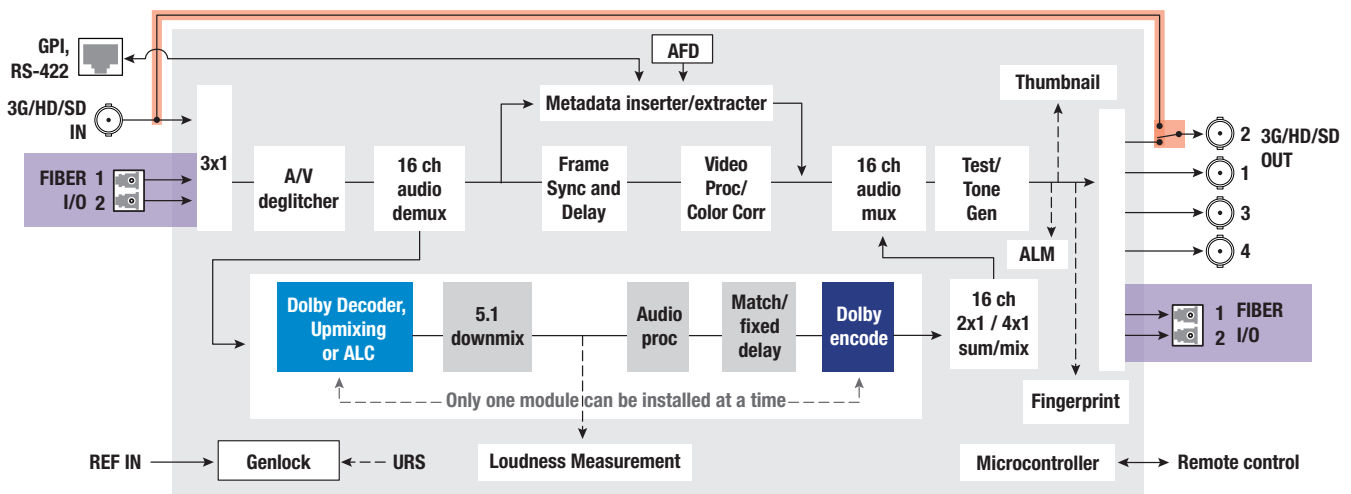 GPI,
RS-422
AFD
Thumbnail
Metadata inserter/extracter
3G/HD/SD
IN
2 3G/HD/SD
OUT
3x1
FIBER 1
I/O 2
A/V
deglitcher
16 ch
audio
demux
Frame
Sync and
Delay
Video
Proc/
Color Corr
16 ch
audio
mux
Test/
Tone
Gen
1
3
4
ALM
Dolby Decoder,
Upmixing
or ALC
5.1
downmix
Audio
proc
Match/
fixed
delay
Dolby
encode
16 ch
2x1 / 4x1
sum/mix
1 FIBER
2 I/O
Only one module can be installed at a time
Fingerprint
REF IN
Genlock
URS
Loudness Measurement
Microcontroller
Remote control